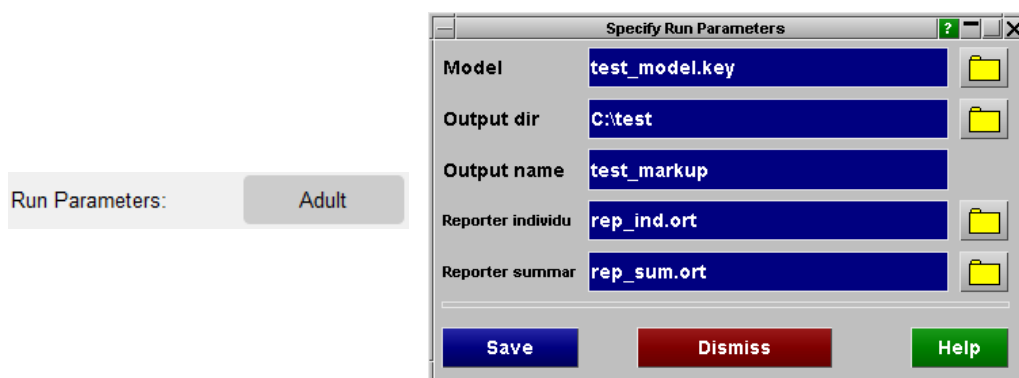 Specify Run Parameters ?
Model test_model.key
Output dir C:\test
Output name test_markup
Run Parameters: Adult
Reporter individu rep_ind.ort
Reporter summar rep_sum.ort
Save Dismiss Help